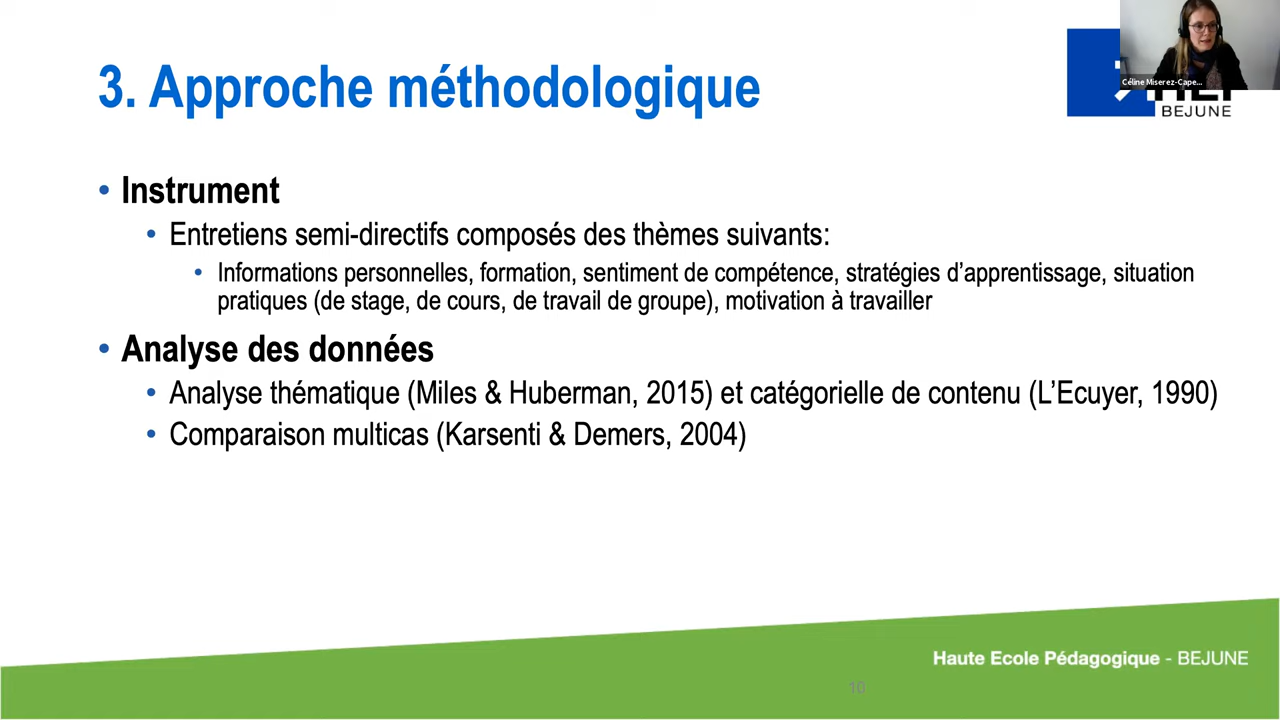 3. Approche méthodologique
Céline Miserez-Cape...
BEJUNE
• Instrument
• Entretiens semi-directifs composés des thèmes suivants:
• Informations personnelles, formation, sentiment de compétence, stratégies d’apprentissage, situation
pratiques (de stage, de cours, de travail de groupe), motivation à travailler
• Analyse des données
• Analyse thématique (Miles & Huberman, 2015) et catégorielle de contenu (L’Ecuyer, 1990)
• Comparaison multicas (Karsenti & Demers, 2004)
Haute Ecole Pédagogique - BEJUNE
10